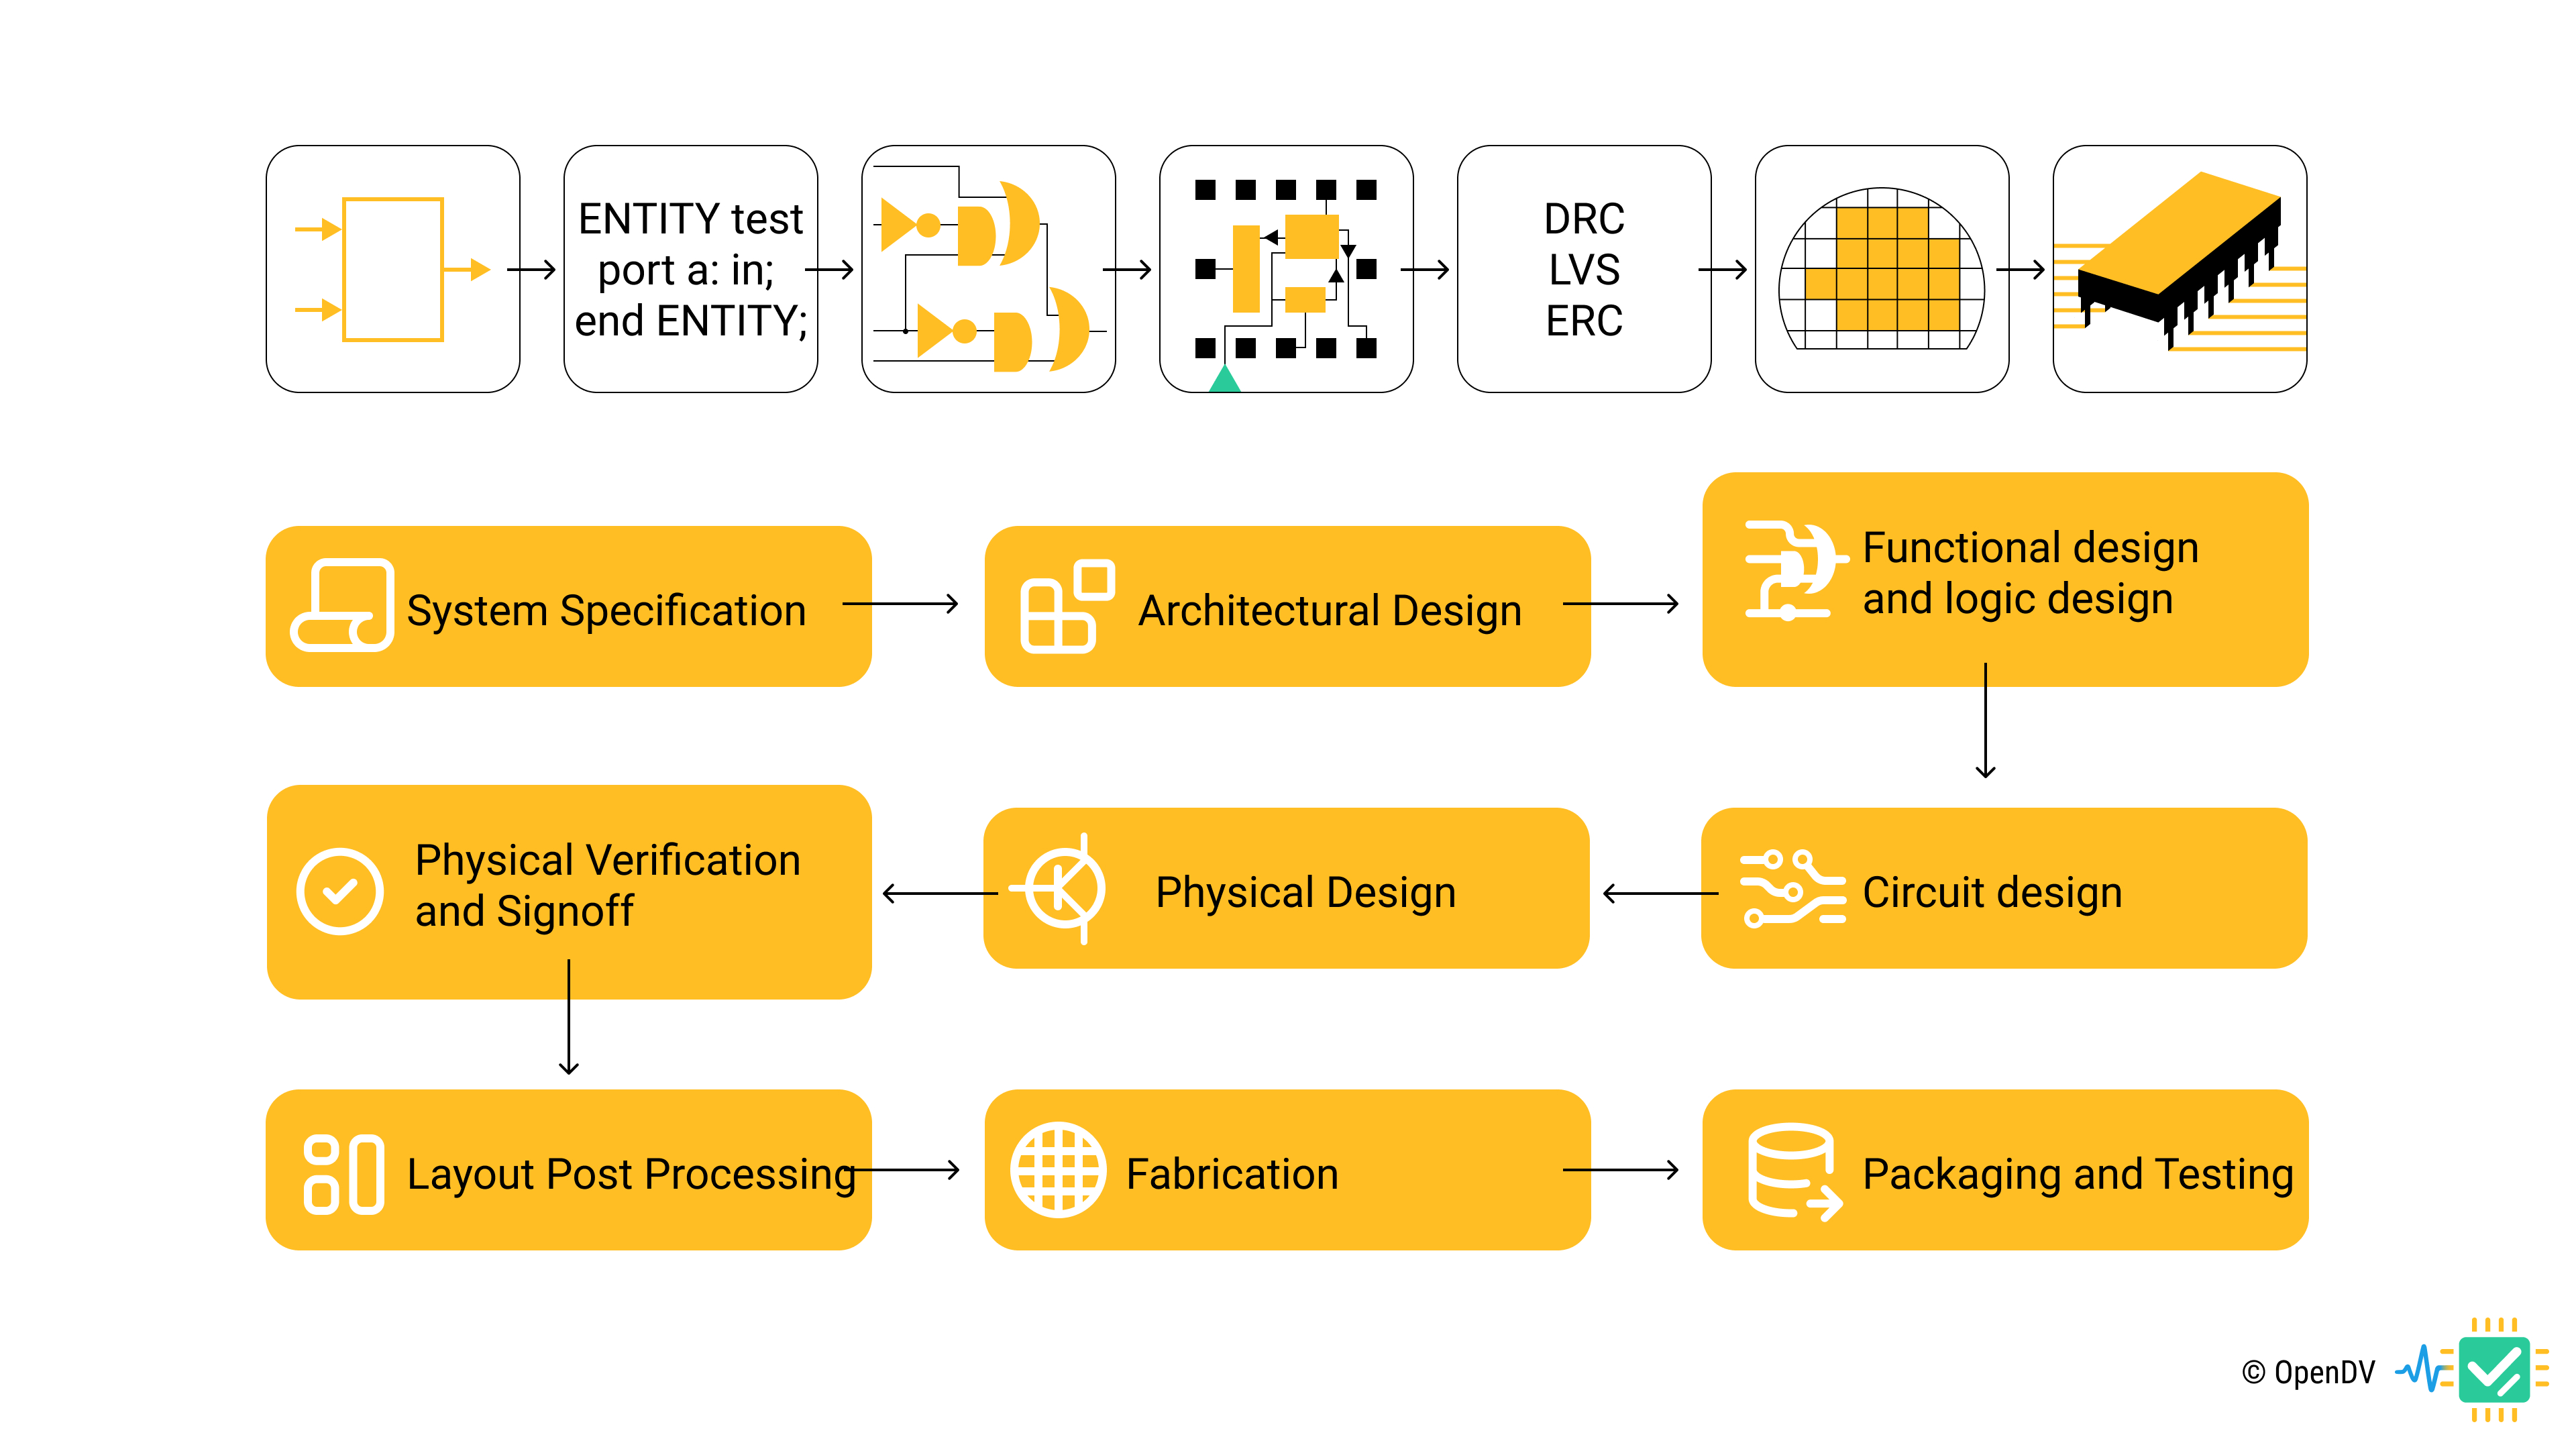 ENTITY test
port a: in;
end ENTITY;
DRC
LVS
ERC
System Specification
Architectural Design
Functional design
and logic design
Physical Verification
and Signoff
Physical Design
Circuit design
Layout Post Processing
Fabrication
Packaging and Testing
© OpenDV